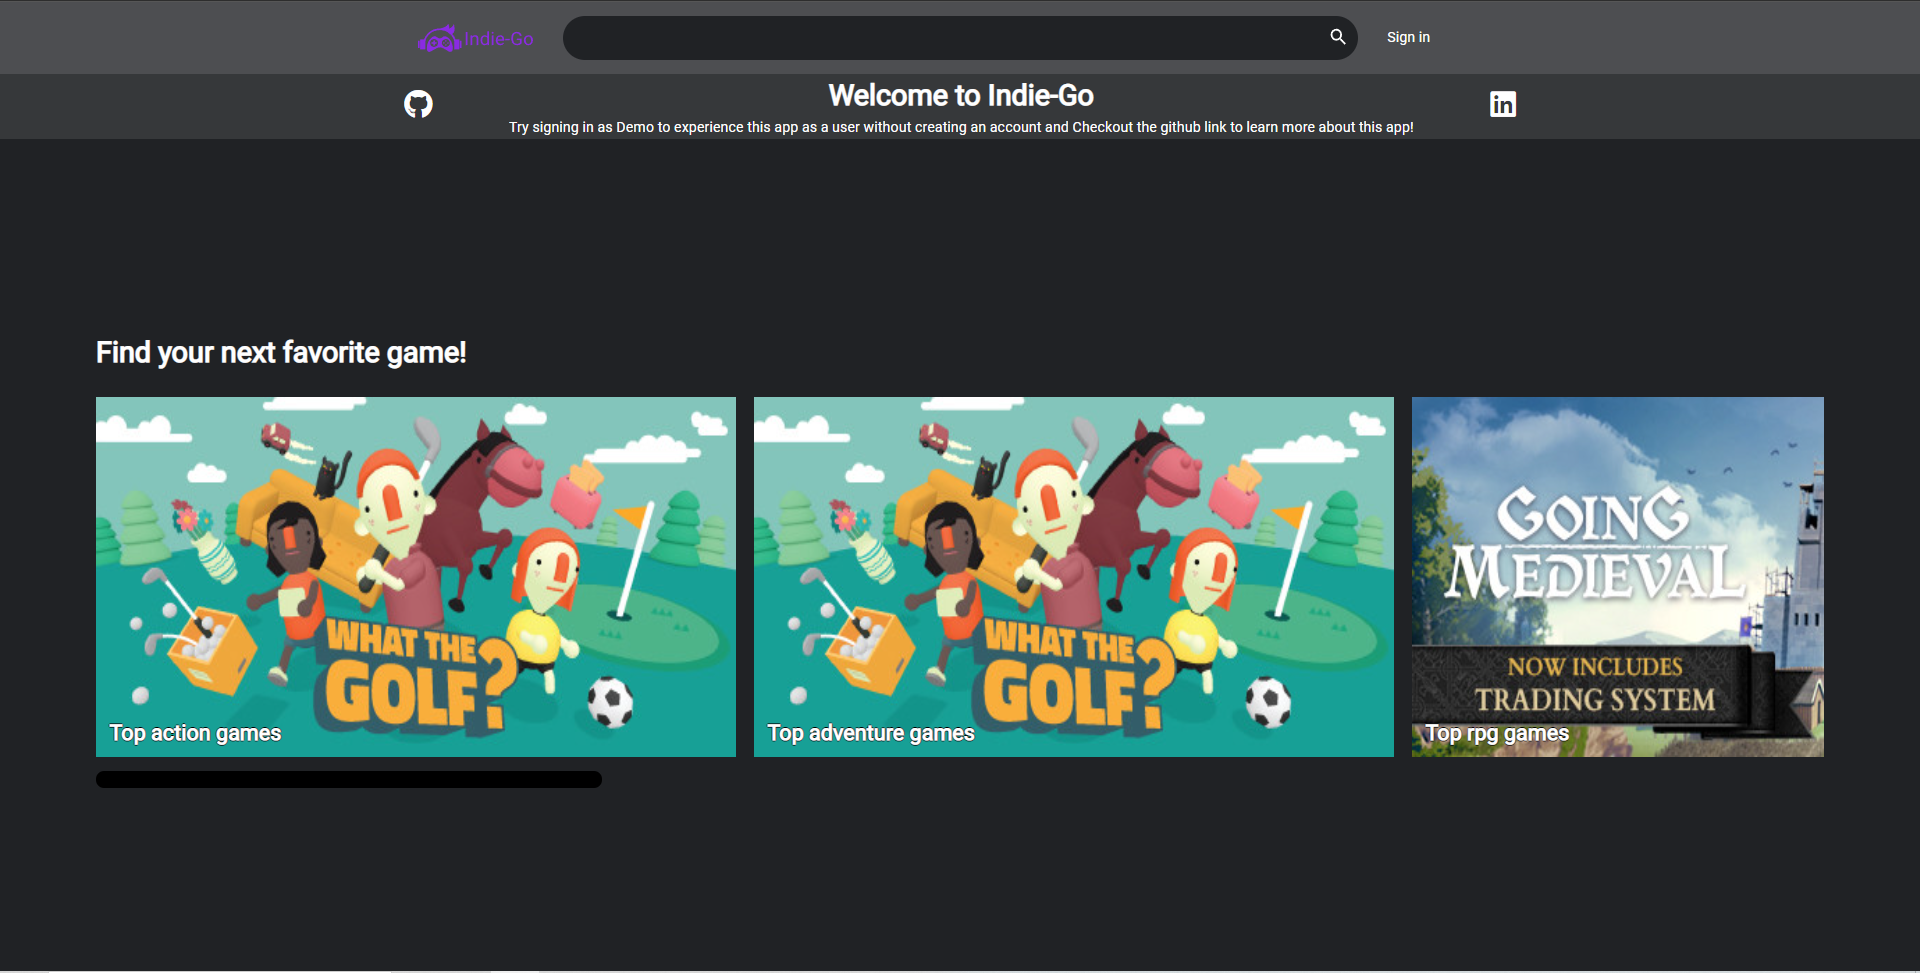 Indie-Go
Sign in
Welcome to Indie-Go
Try signing in as Demo to experience this app as a user without creating an account and Checkout the github link to learn more about this app!
in
Find your next favorite game!
WHAT THE
GOLF?
Top action games
WHAT THE
GOLF?
Top adventure games
GOING
MEDIEVAL
NOW INCLUDES
TRADING SYSTEM
Top rpg games